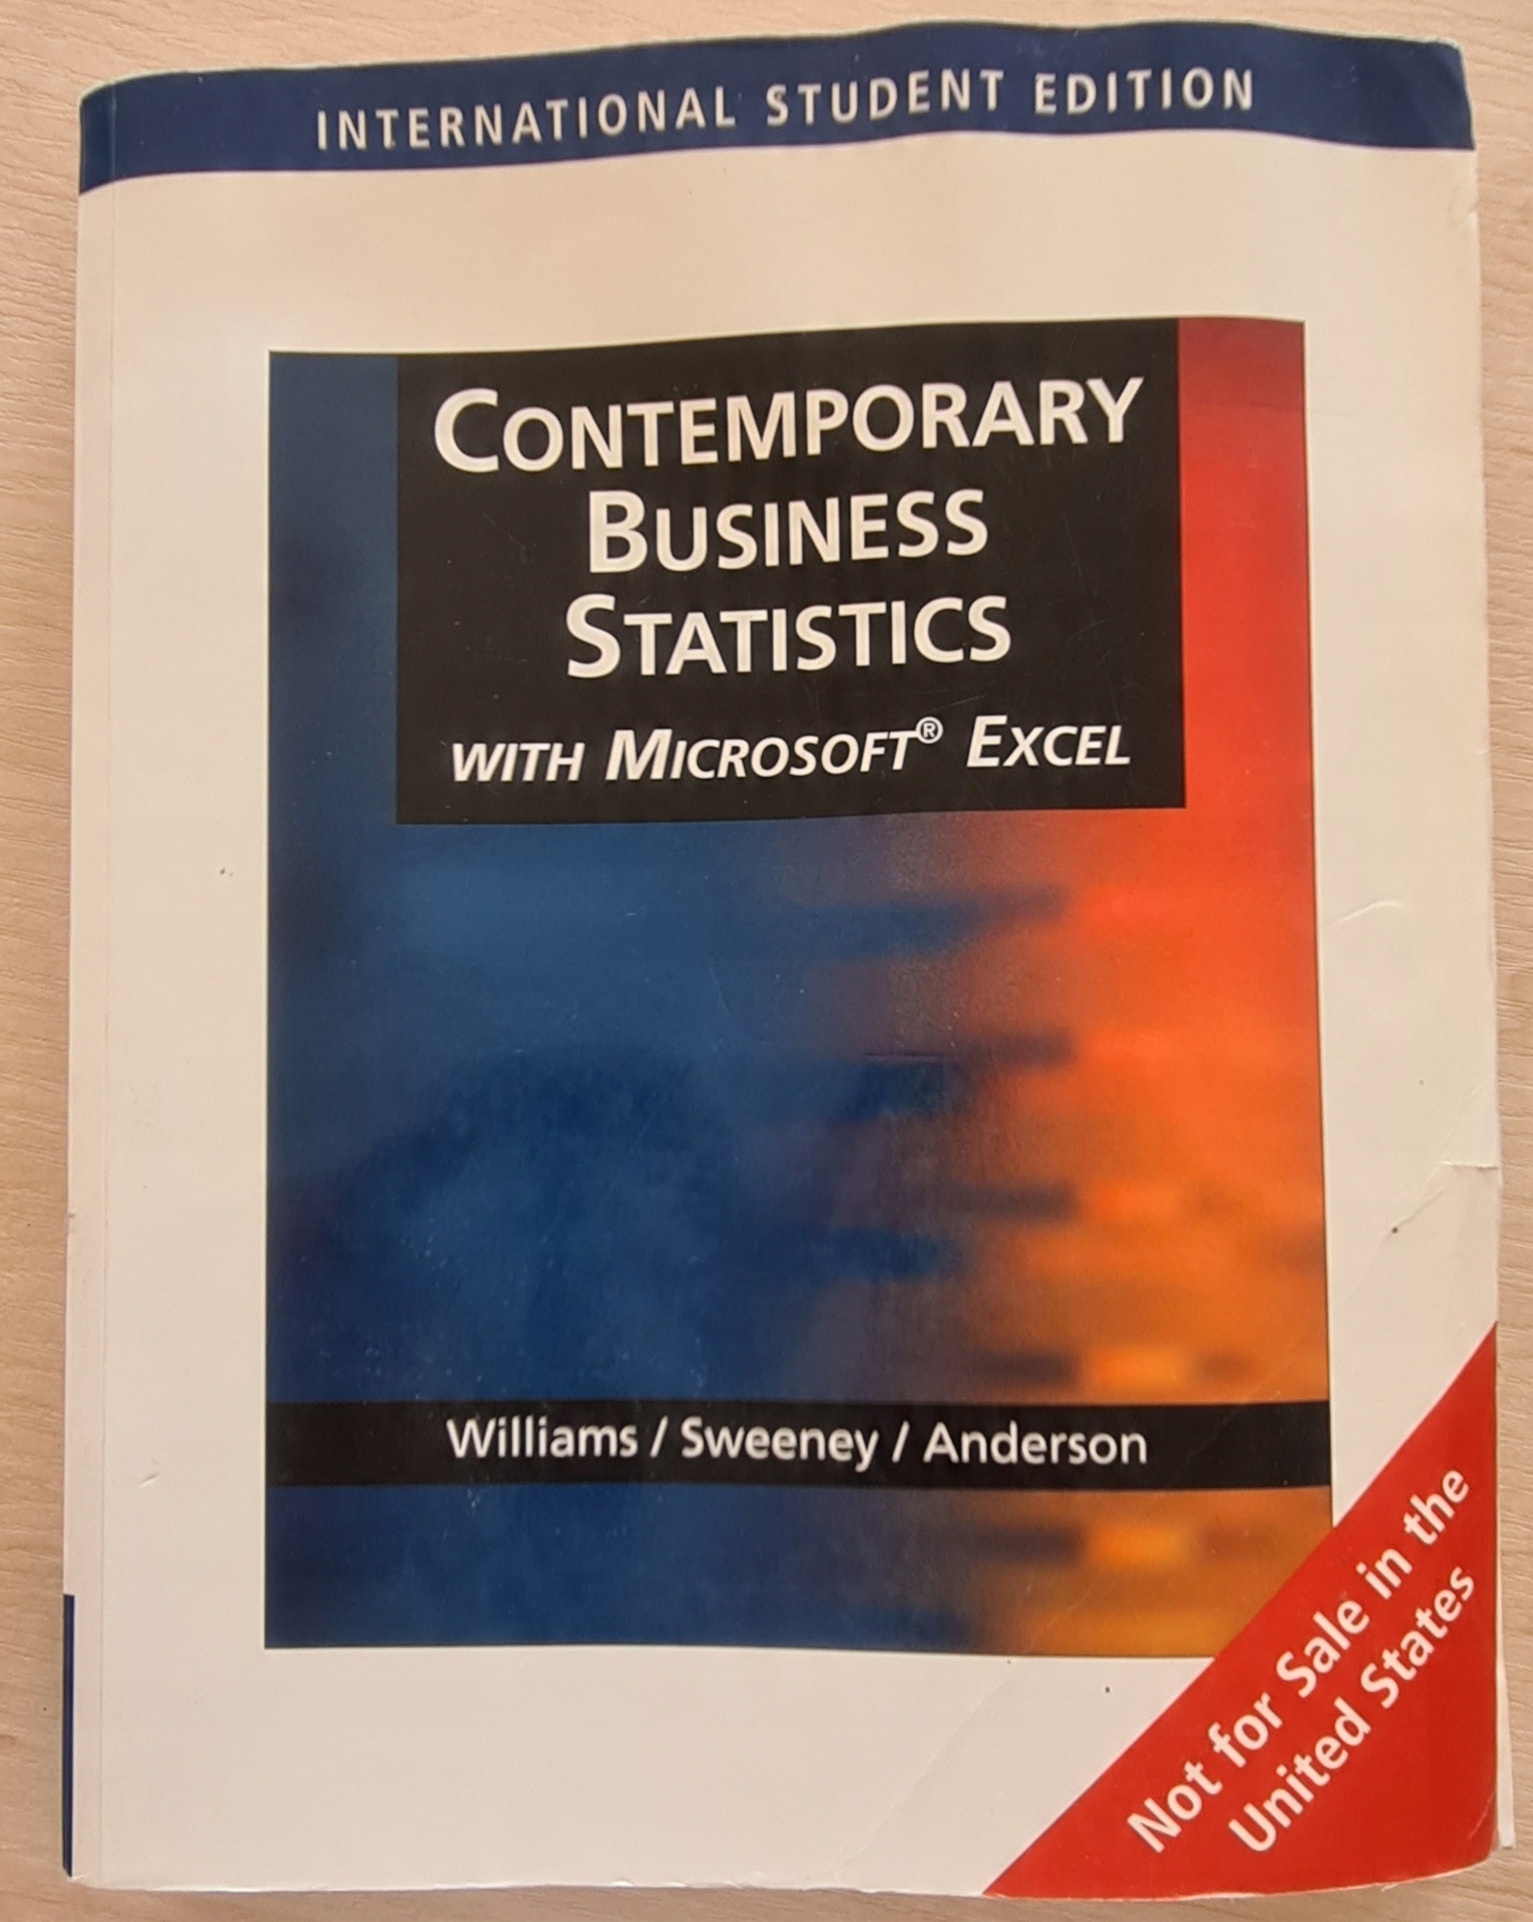 INTERNATIONAL STUDENT EDITION
CONTEMPORARY
BUSINESS
STATISTICS
WITH MICROSOFT® EXCEL
Williams / Sweeney / Anderson
Not for Sale in the
United States